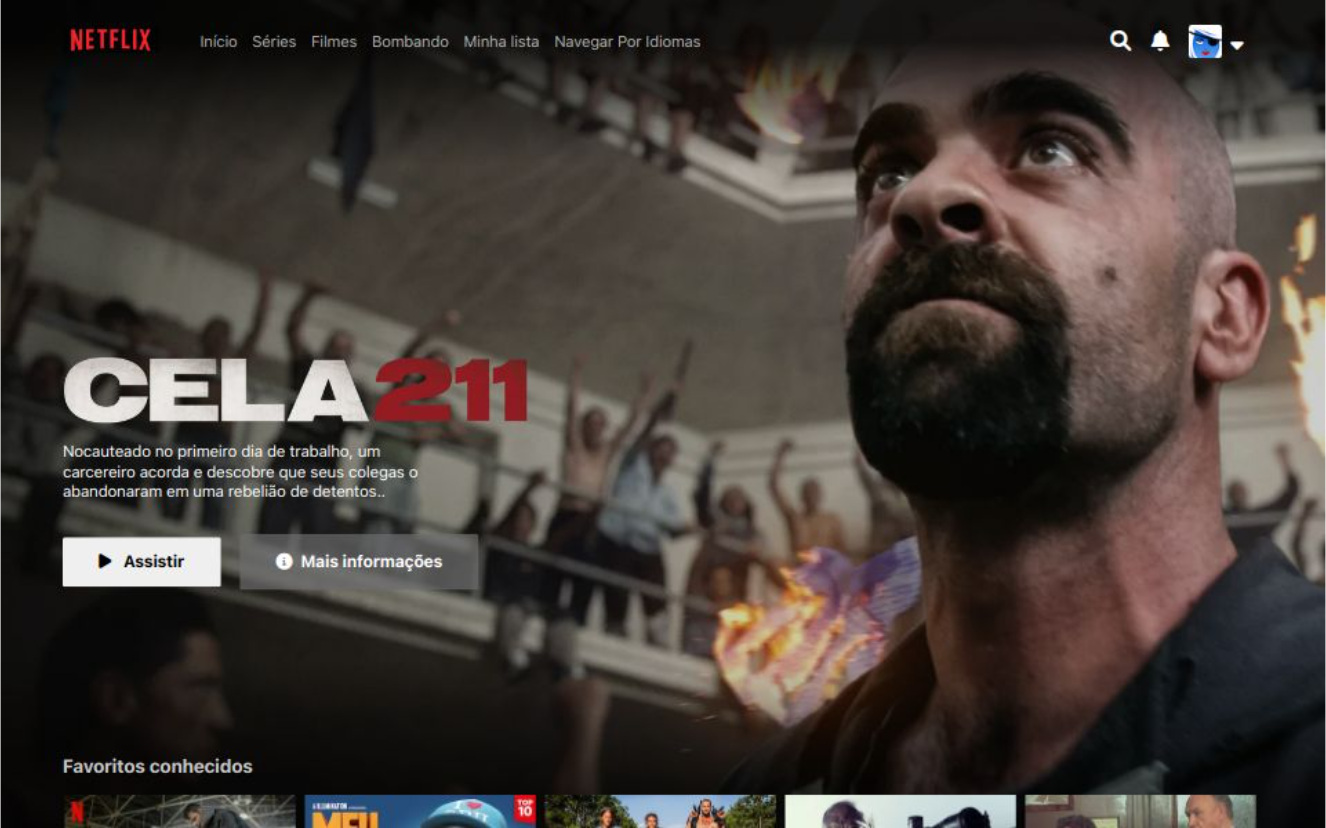 NETFLIX Início Séries Filmes Bombando Minha lista Navegar Por Idiomas
CELA 211
Nocauteado no primeiro dia de trabalho, um
carcereiro acorda e descobre que seus colegas o
abandonaram em uma rebelião de detentos..
Assistir Mais informações
Favoritos conhecidos
N
ILLUMINATION
TOP
10
MEU